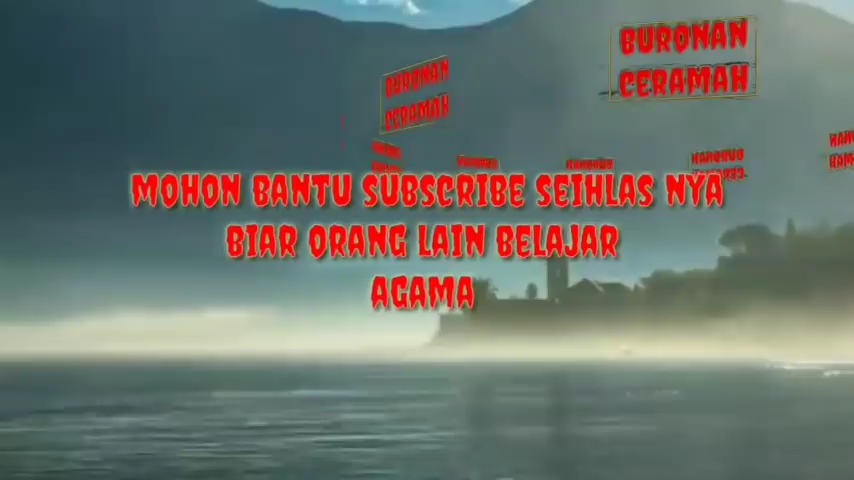 BURONAN
CERAMAH
BURONAN
CERAMAH
MOHON BANTU SUBSCRIBE SEIHLAS NYA
BIAR ORANG LAIN BELAJAR
AGAMA